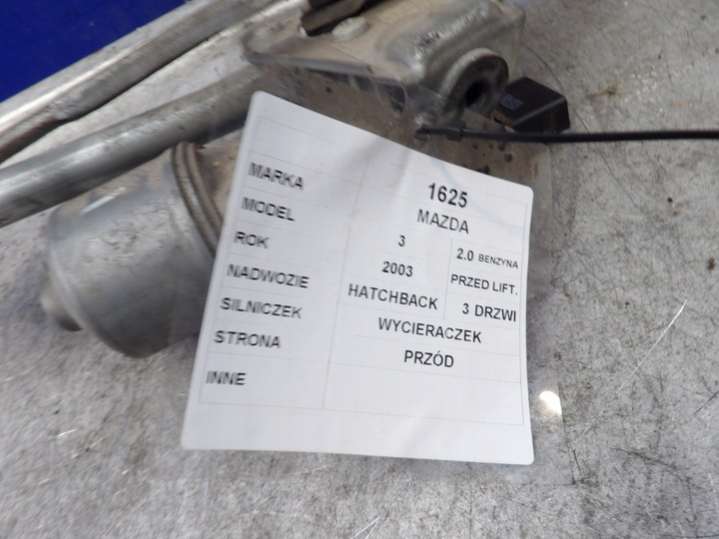 1625
MARKA MAZDA
MODEL 3 2.0 BENZYNA
ROK 2003 PRZED LIFT.
NADWOZIE HATCHBACK 3 DRZWI
SILNICZEK WYCIERACZEK
STRONA PRZÓD
INNE